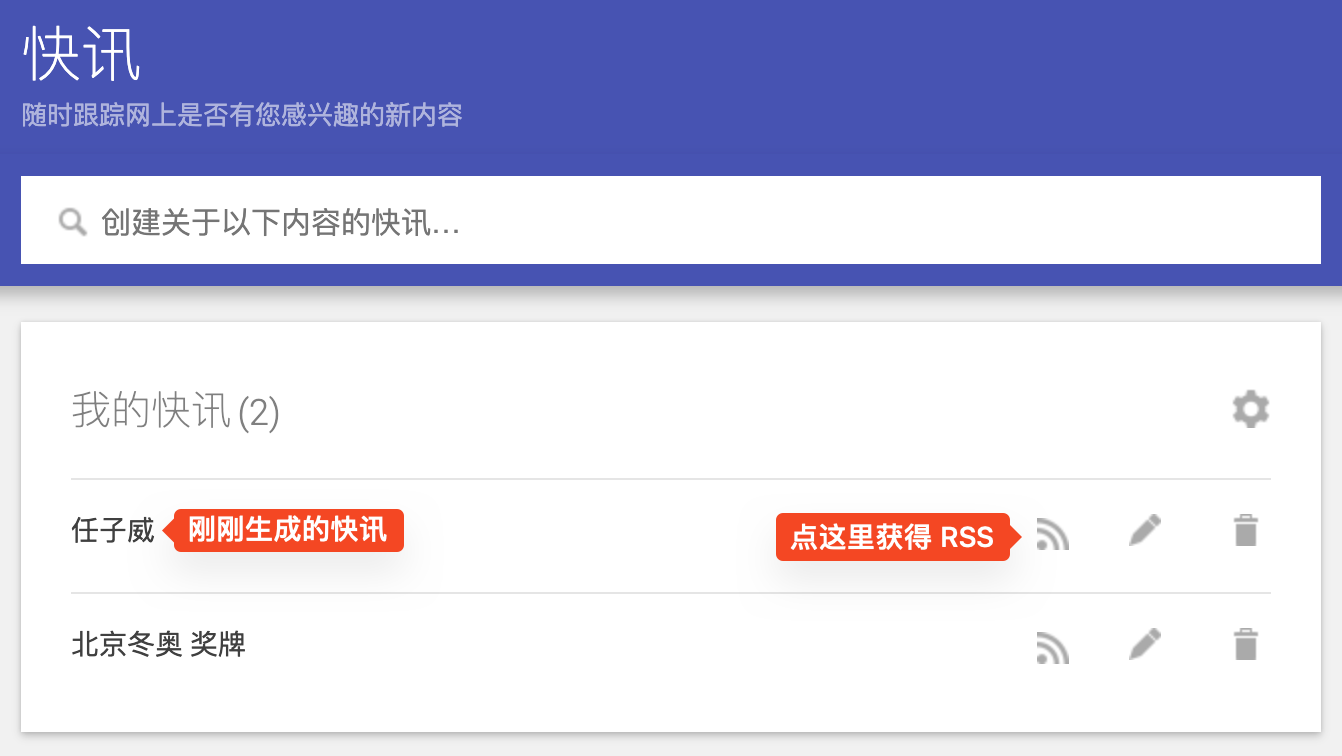 快讯
随时跟踪网上是否有您感兴趣的新内容
创建关于以下内容的快讯...
我的快讯 (2)
任子威 刚刚生成的快讯 点这里获得 RSS
北京冬奥 奖牌